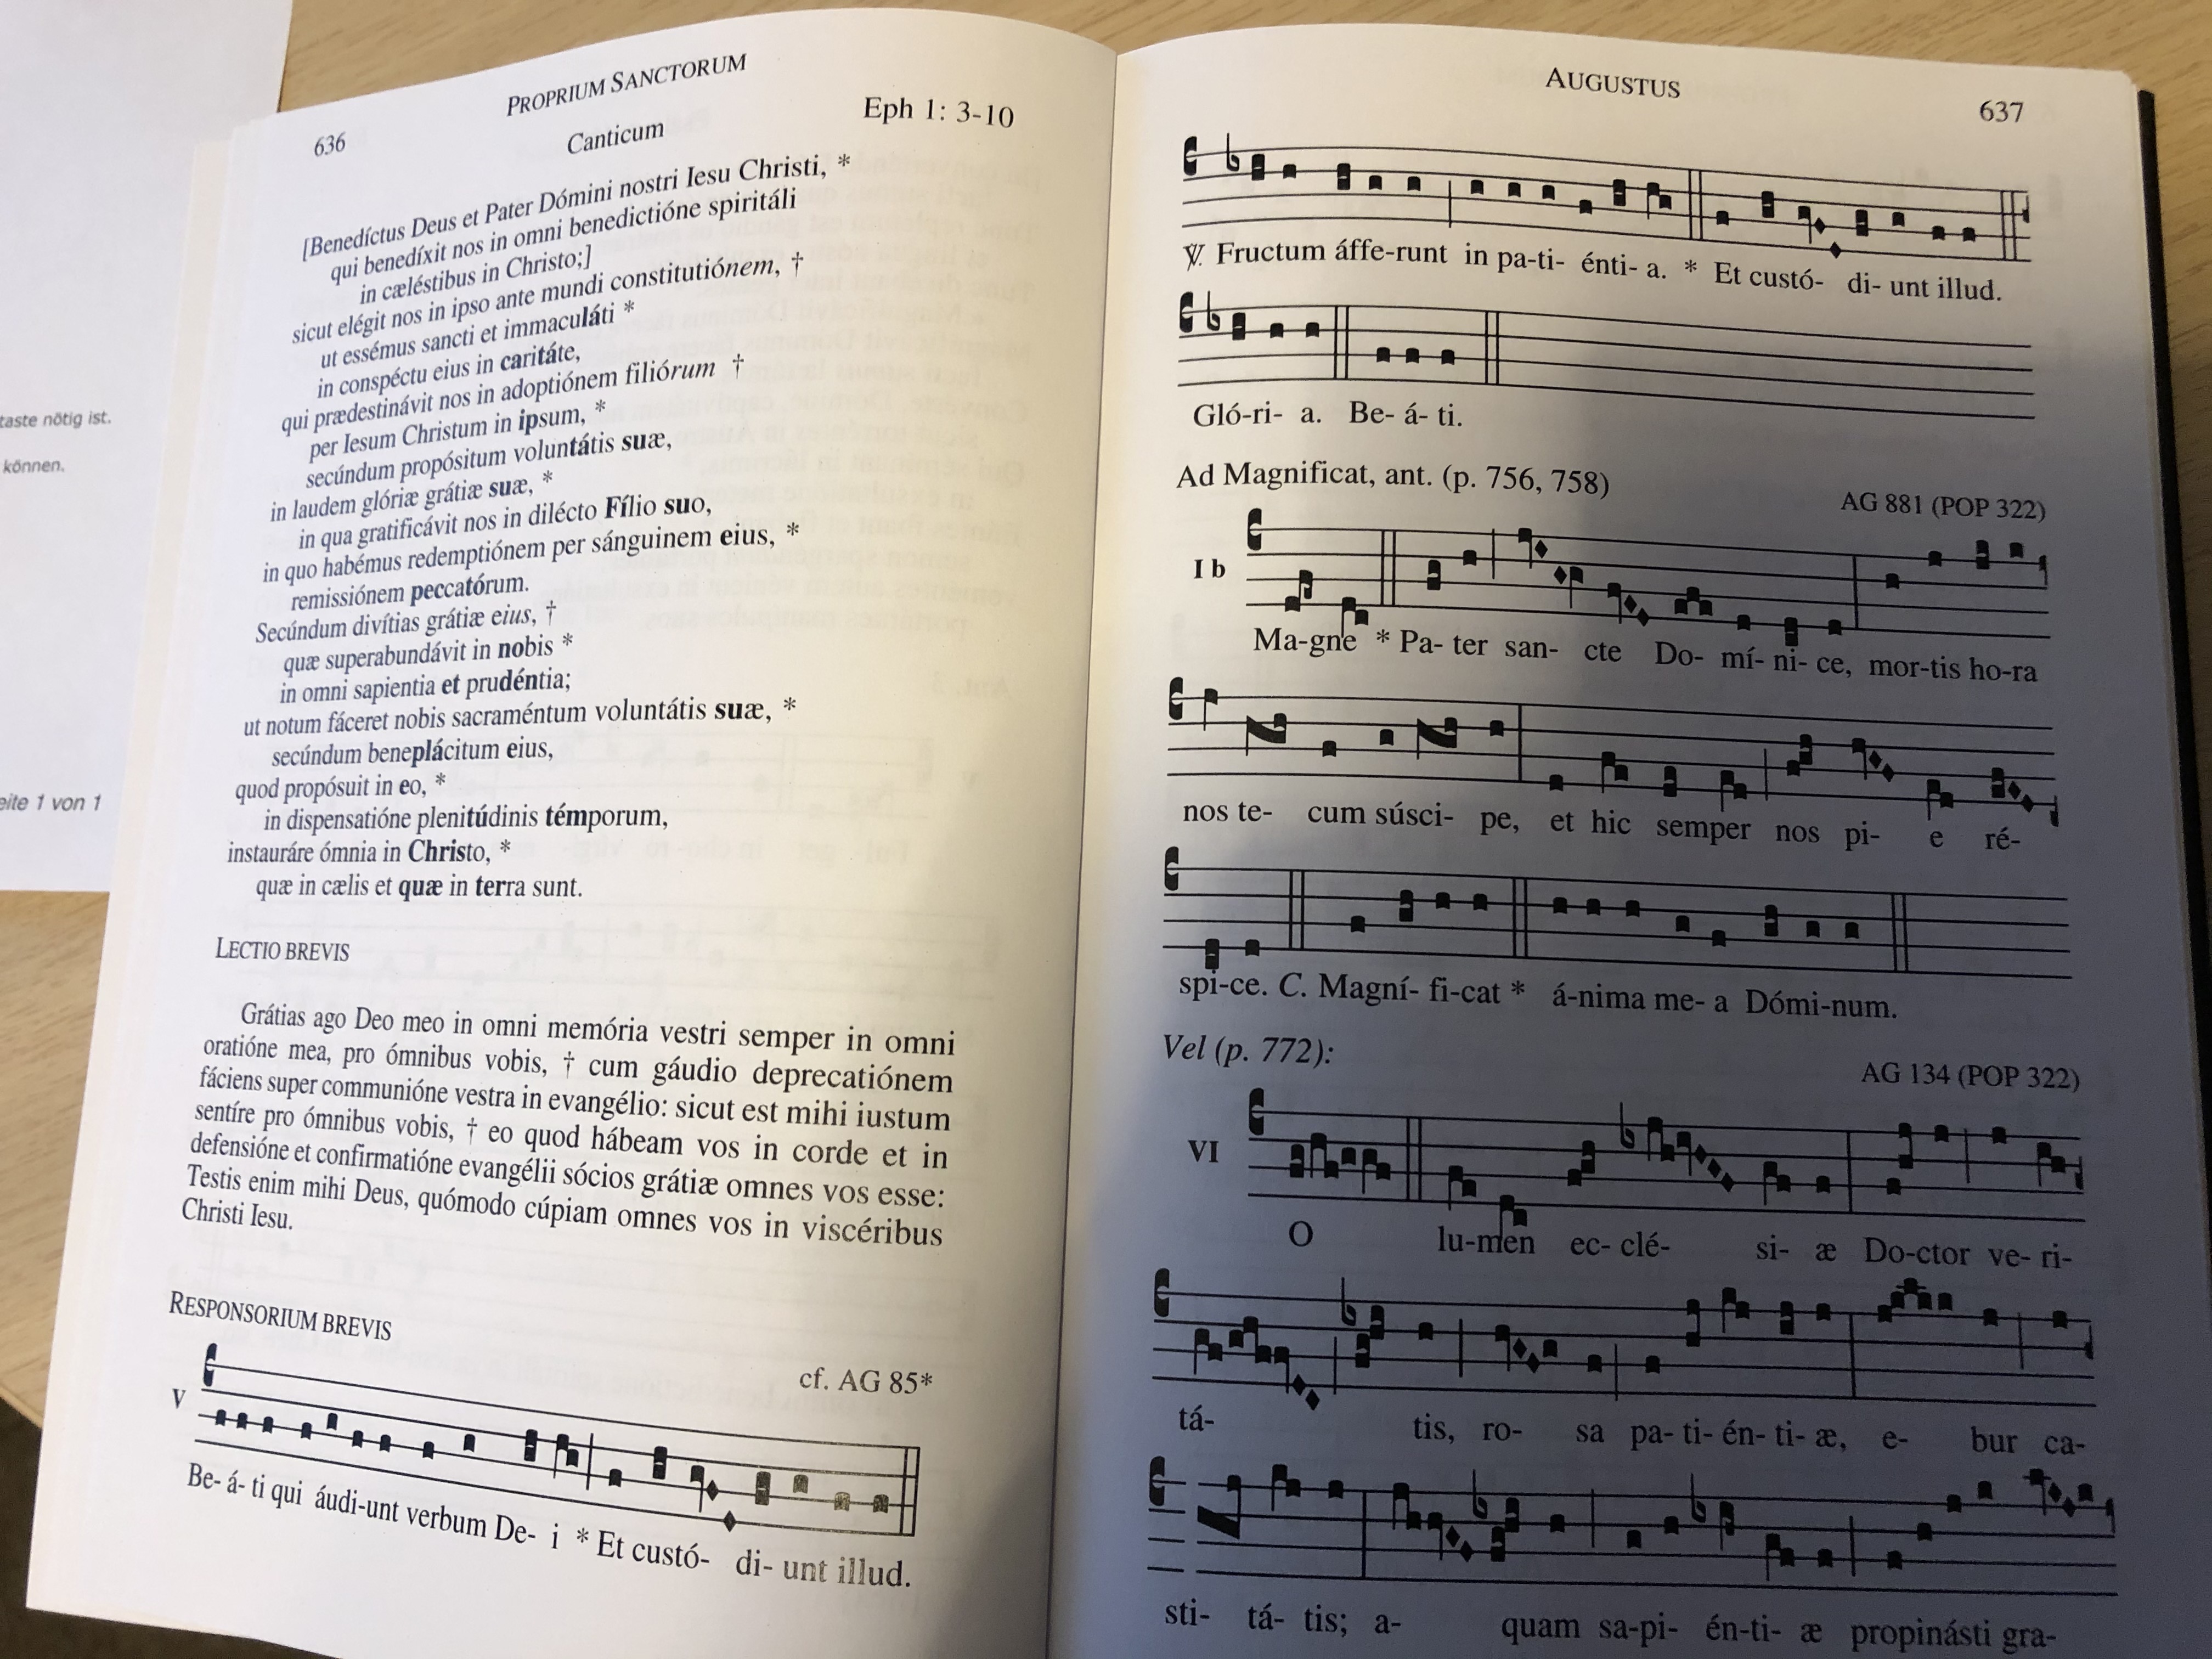 taste nötig ist.
können.
eite 1 von 1
PROPRIUM SANCTORUM
636
Canticum
Eph 1: 3-10
[Benedíctus Deus et Pater Dómini nostri Iesu Christi, *
qui benedíxit nos in omni benedictióne spiritáli
in cæléstibus in Christo;]
sicut elégit nos in ipso ante mundi constitutiónem, †
ut essémus sancti et immaculáti *
in conspéctu eius in caritáte,
qui prædestinávit nos in adoptiónem filiórum †
per Iesum Christum in ipsum, *
secúndum propósitum voluntátis suæ,
in laudem glóriæ grátiæ suæ, *
in qua gratificávit nos in dilécto Fílio suo,
in quo habémus redemptiónem per sánguinem eius, *
remissiónem peccatórum.
Secúndum divítias grátiæ eius, †
quæ superabundávit in nobis *
in omni sapientia et prudéntia;
ut notum fáceret nobis sacraméntum voluntátis suæ, *
secúndum beneplácitum eius,
quod propósuit in eo, *
in dispensatióne plenitúdinis témporum,
instauráre ómnia in Christo, *
quæ in cælis et quæ in terra sunt.
LECTIO BREVIS
Grátias ago Deo meo in omni memória vestri semper in omni
oratióne mea, pro ómnibus vobis, † cum gáudio deprecatiónem
fáciens super communióne vestra in evangélio: sicut est mihi iustum
sentíre pro ómnibus vobis, † eo quod hábeam vos in corde et in
defensióne et confirmatióne evangélii sócios grátiæ omnes vos esse:
Testis enim mihi Deus, quómodo cúpiam omnes vos in viscéribus
Christi Iesu.
RESPONSORIUM BREVIS
cf. AG 85*
V
Be- á- ti qui áudi-unt verbum De- i * Et custó- di- unt illud.
AUGUSTUS
637
℣. Fructum áffe-runt in pa-ti- énti- a. * Et custó- di- unt illud.
Gló-ri- a. Be- á- ti.
Ad Magnificat, ant. (p. 756, 758)
AG 881 (POP 322)
I b
Ma-gne * Pa- ter san- cte Do- mí- ni- ce, mor-tis ho-ra
nos te- cum súsci- pe, et hic semper nos pi- e ré-
spi-ce. C. Magní- fi-cat * á-nima me- a Dómi-num.
Vel (p. 772):
AG 134 (POP 322)
VI
O lu-men ec- clé- si- æ Do-ctor ve- ri-
tá- tis, ro- sa pa- ti- én- ti- æ, e- bur ca-
sti- tá- tis; a- quam sa-pi- én-ti- æ propinásti gra-